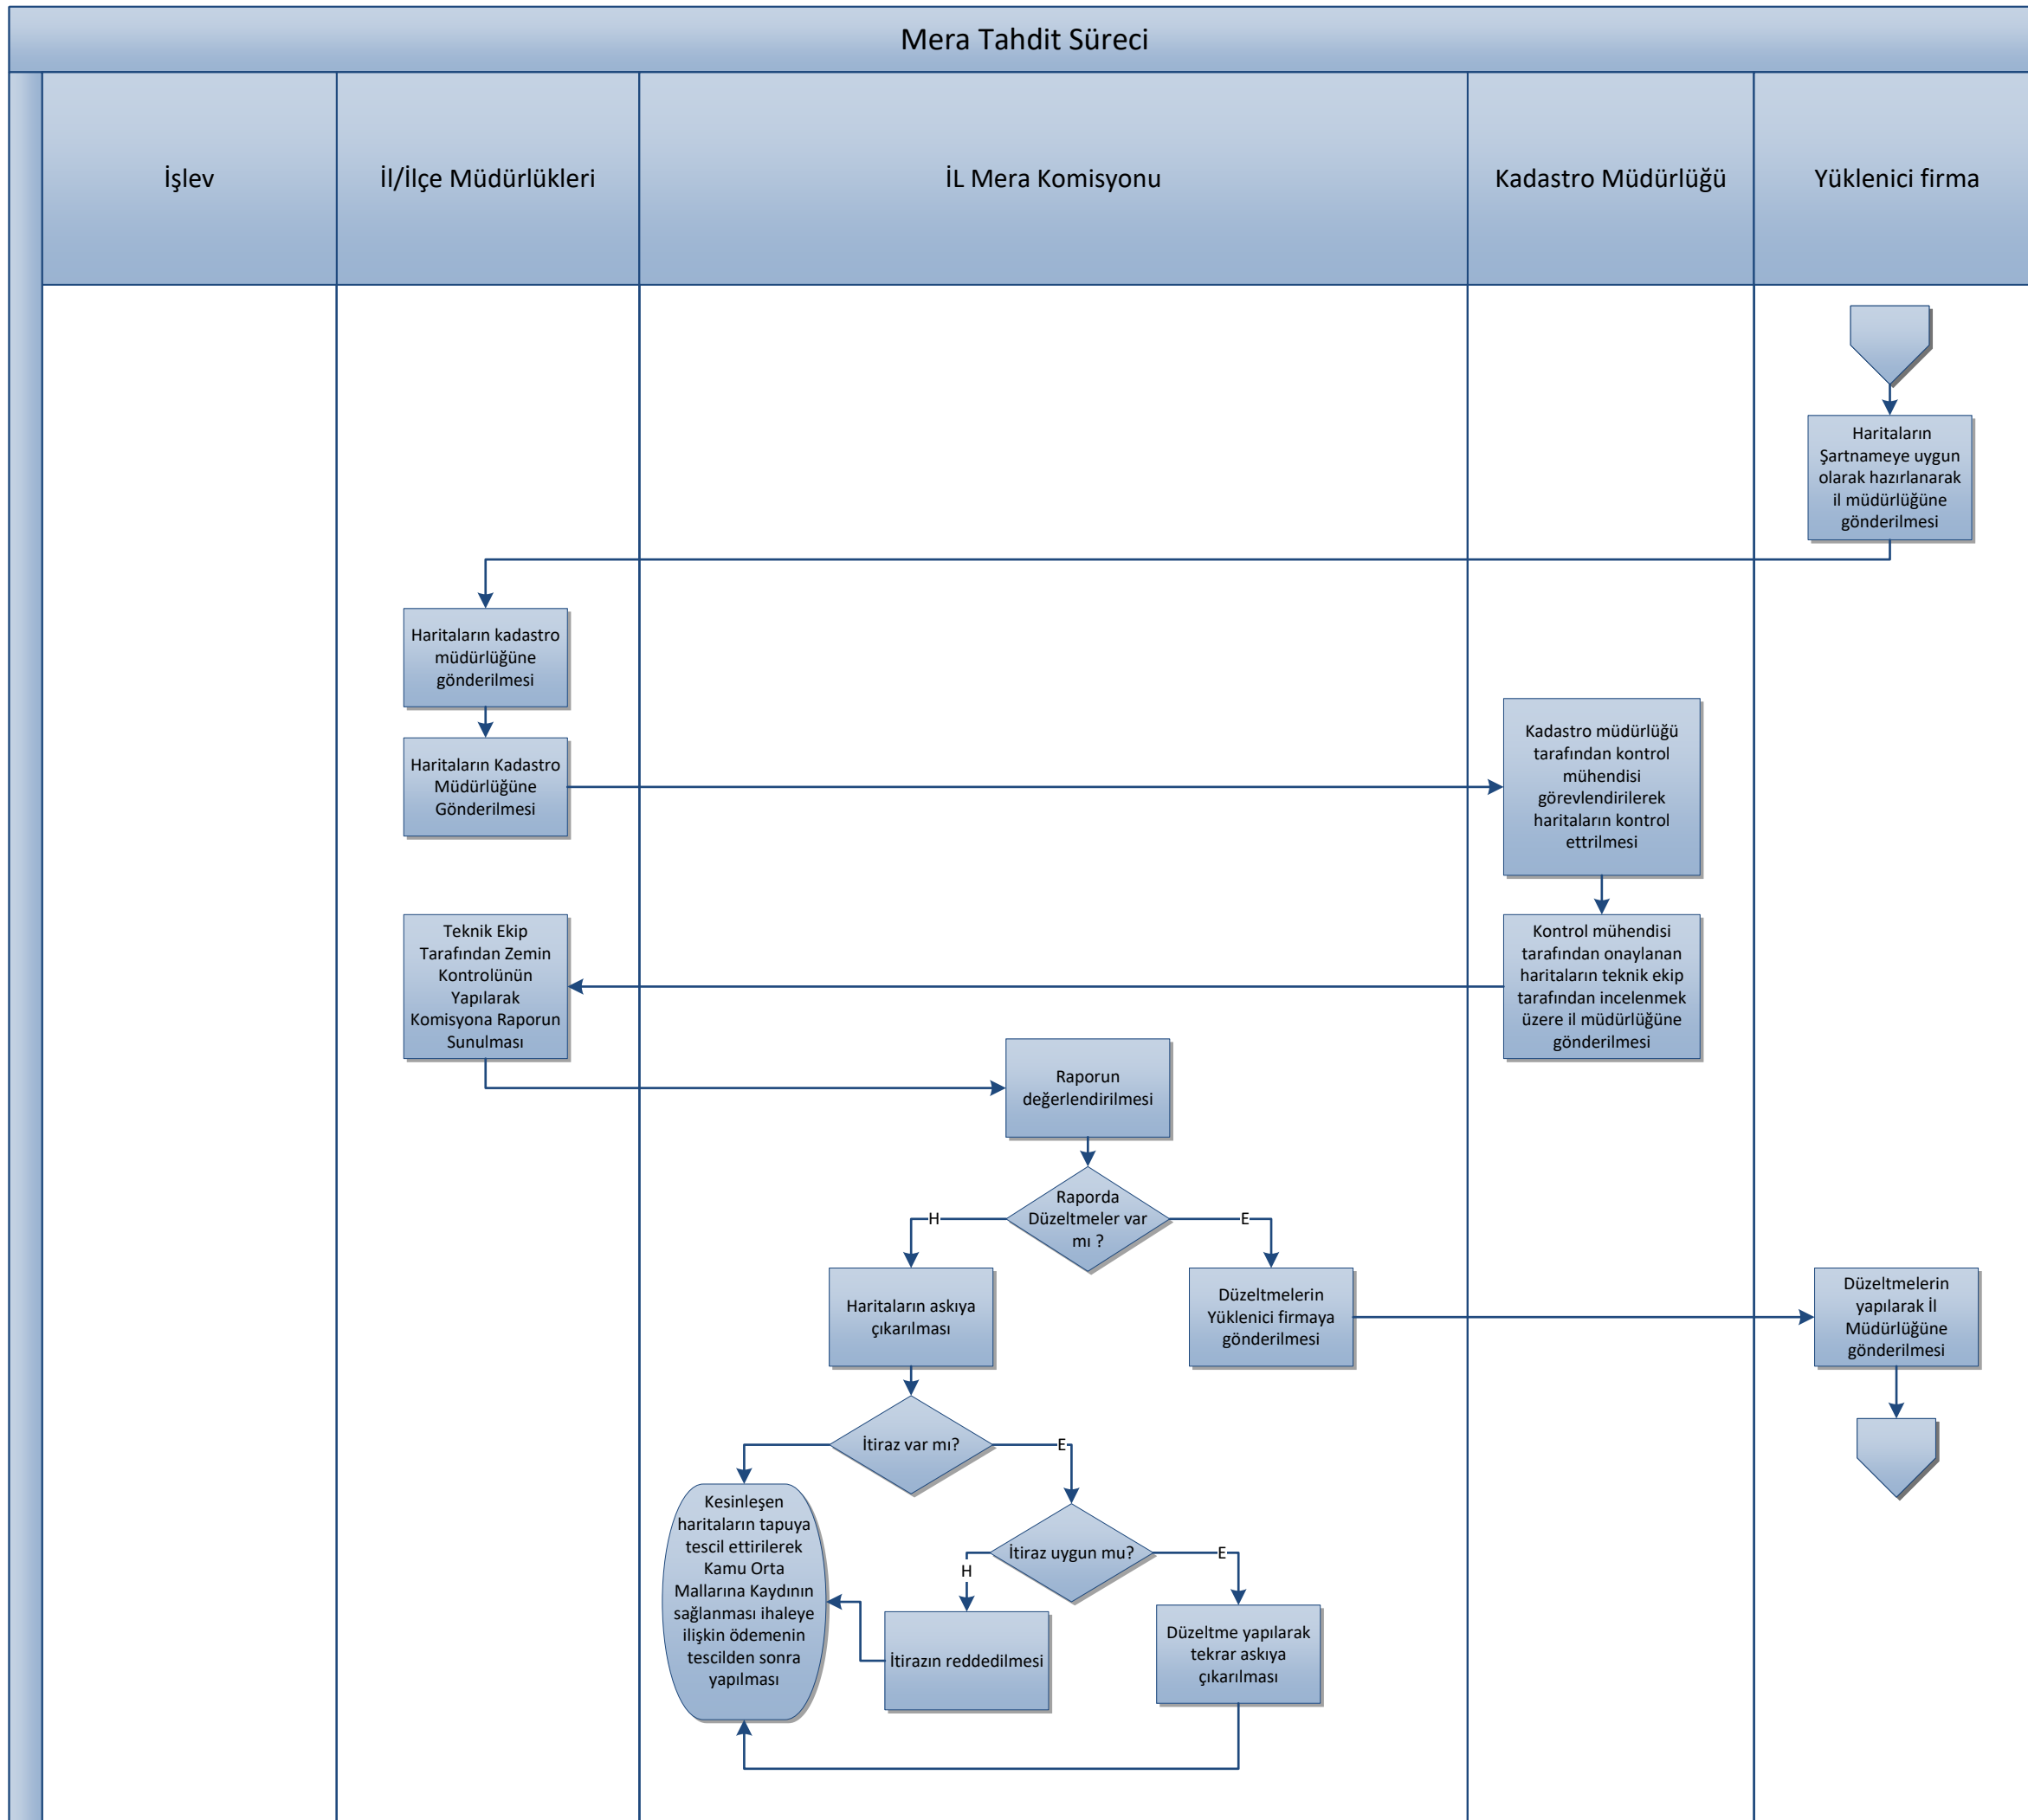 Mera Tahdit Süreci
İşlev
İl/İlçe Müdürlükleri
İL Mera Komisyonu
Kadastro Müdürlüğü
Yüklenici firma
Haritaların
Şartnameye uygun
olarak hazırlanarak
il müdürlüğüne
gönderilmesi
Haritaların kadastro
müdürlüğüne
gönderilmesi
Haritaların Kadastro
Müdürlüğüne
Gönderilmesi
Kadastro müdürlüğü
tarafından kontrol
mühendisi
görevlendirilerek
haritaların kontrol
ettrilmesi
Teknik Ekip
Tarafından Zemin
Kontrolünün
Yapılarak
Komisyona Raporun
Sunulması
Kontrol mühendisi
tarafından onaylanan
haritaların teknik ekip
tarafından incelenmek
üzere il müdürlüğüne
gönderilmesi
Raporun
değerlendirilmesi
Raporda
Düzeltmeler var
mı ?
H
E
Haritaların askıya
çıkarılması
Düzeltmelerin
Yüklenici firmaya
gönderilmesi
Düzeltmelerin
yapılarak İl
Müdürlüğüne
gönderilmesi
İtiraz var mı?
E
Kesinleşen
haritaların tapuya
tescil ettirilerek
Kamu Orta
Mallarına Kaydının
sağlanması ihaleye
ilişkin ödemenin
tescilden sonra
yapılması
İtiraz uygun mu?
H
E
İtirazın reddedilmesi
Düzeltme yapılarak
tekrar askıya
çıkarılması